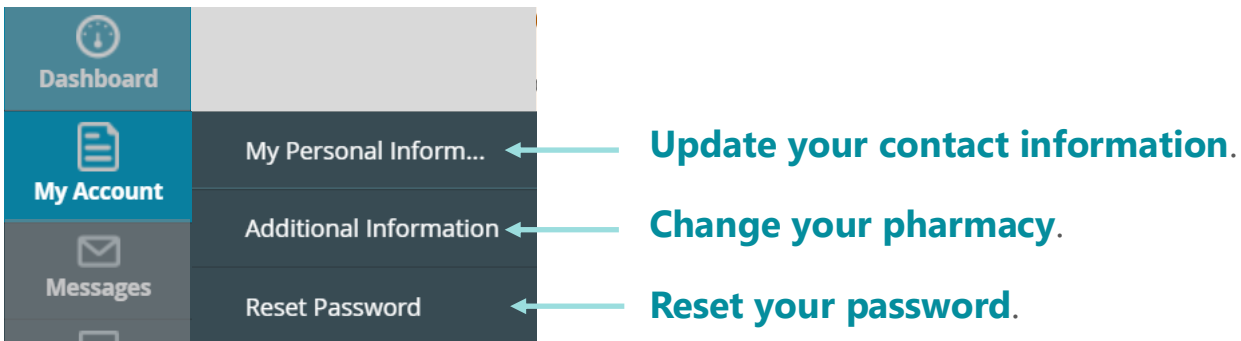 Dashboard
My Account
Messages
My Personal Inform...
Additional Information
Reset Password
Update your contact information.
Change your pharmacy.
Reset your password.